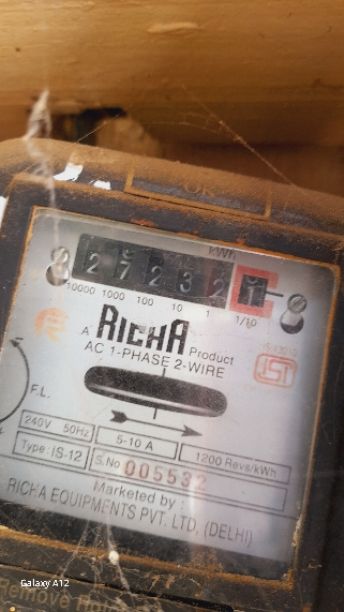 OK
kWh
2 7 2 3 2
10000 1000 100 10 1 1/10
A RICHA Product
AC 1-PHASE 2-WIRE
F.L.
240V 50Hz
5-10 A
1200 Revs/kWh
Type: IS-12
S.No 005532
Marketed by :
RICHA EQUIPMENTS PVT. LTD. (DELHI)
Galaxy A12
Remove